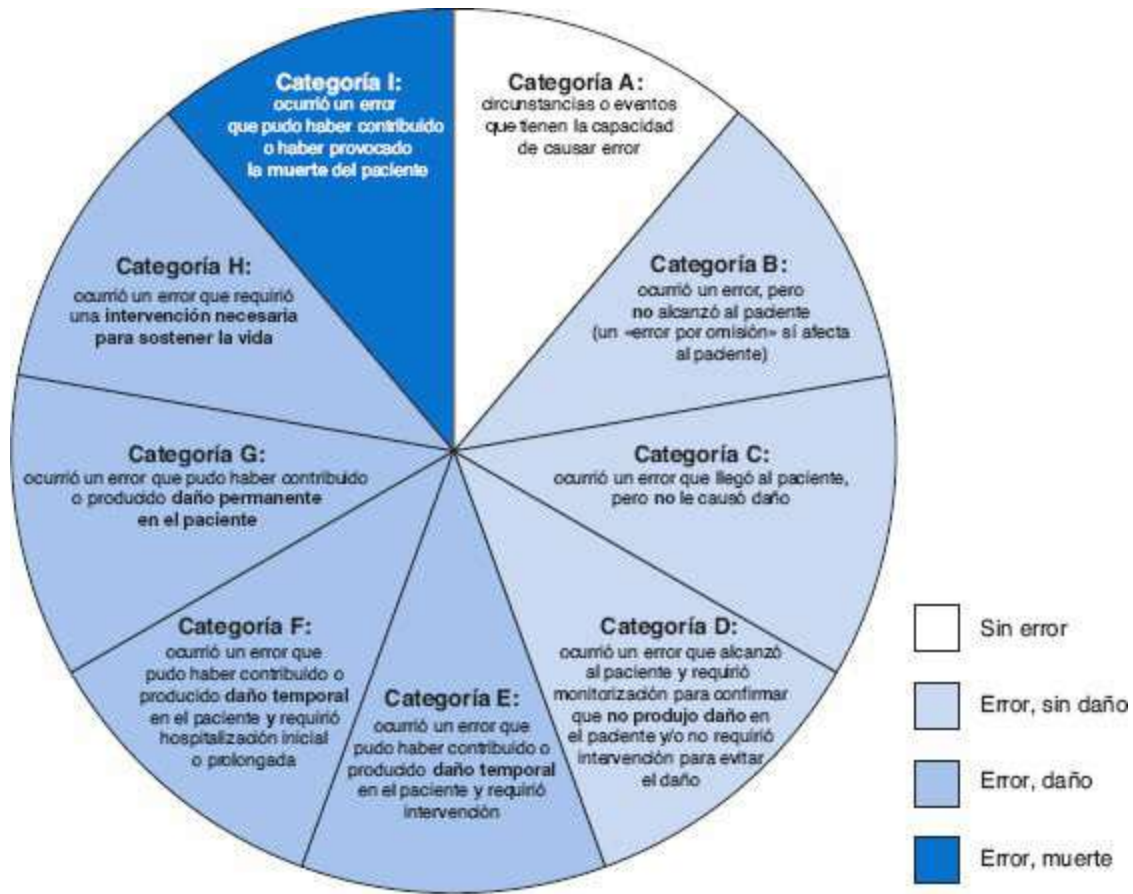 Categoría I:
ocurrió un error
que pudo haber contribuido
o haber provocado
la muerte del paciente
Categoría A:
circunstancias o eventos
que tienen la capacidad
de causar error
Categoría B:
ocurrió un error, pero
no alcanzó al paciente
(un «error por omisión» sí afecta
al paciente)
Categoría C:
ocurrió un error que llegó al paciente,
pero no le causó daño
Categoría D:
ocurrió un error que alcanzó
al paciente y requirió
monitorización para confirmar
que no produjo daño en
el paciente y/o no requirió
intervención para evitar
el daño
Categoría E:
ocurrió un error que
pudo haber contribuido o
producido daño temporal
en el paciente y requirió
intervención
Categoría F:
ocurrió un error que
pudo haber contribuido o
producido daño temporal
en el paciente y requirió
hospitalización inicial
o prolongada
Categoría G:
ocurrió un error que pudo haber contribuido
o producido daño permanente
en el paciente
Categoría H:
ocurrió un error que requirió
una intervención necesaria
para sostener la vida
Sin error
Error, sin daño
Error, daño
Error, muerte